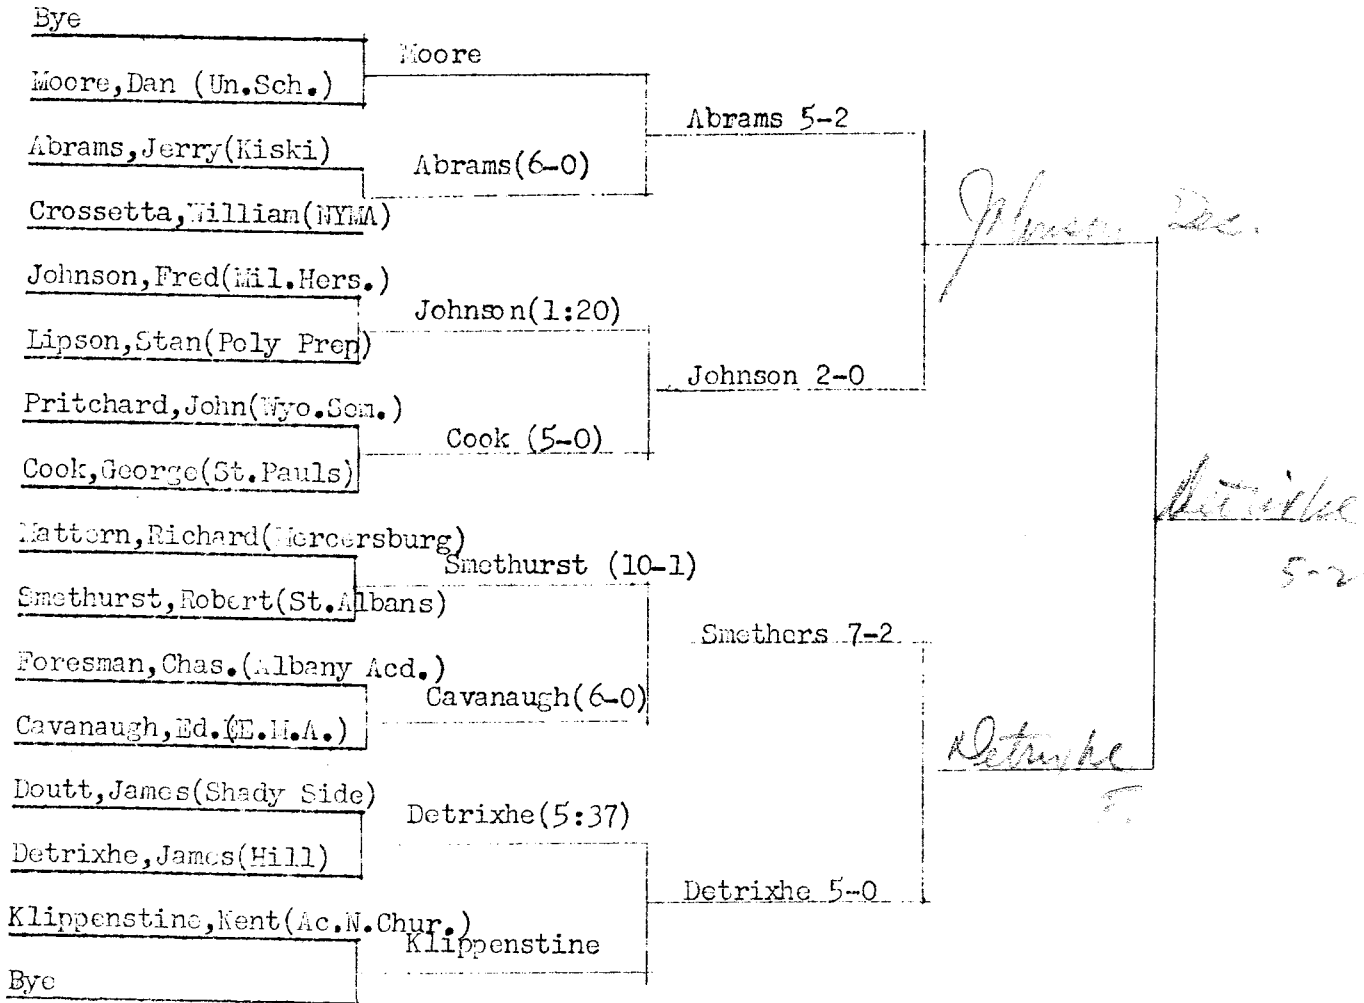 Bye
Moore
Moore,Dan (Un.Sch.)
Abrams 5-2
Abrams,Jerry(Kiski)
Abrams(6-0)
Crossetta,William(NYMA)
Johnson Dec.
Johnson,Fred(Mil.Hers.)
Johnson(1:20)
Lipson,Stan(Poly Prep)
Johnson 2-0
Pritchard,John(Wyo.Sem.)
Cook (5-0)
Cook,George(St.Pauls)
Detrixhe
5-2
Mattern,Richard(Mercersburg)
Smethurst (10-1)
Smethurst,Robert(St.Albans)
Smethers 7-2
Foresman,Chas.(Albany Acd.)
Cavanaugh(6-0)
Cavanaugh,Ed.(E.M.A.)
Detrixhe
F.
Doutt,James(Shady Side)
Detrixhe(5:37)
Detrixhe,James(Hill)
Detrixhe 5-0
Klippenstine,Kent(Ac.N.Chur.)
Klippenstine
Bye